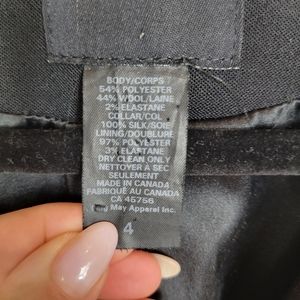 BODY/CORPS
54% POLYESTER
44% WOOL/LAINE
2% ELASTANE
COLLAR/COL
100% SILK/SOIE
LINING/DOUBLURE
97% POLYESTER
3% ELASTANE
DRY CLEAN ONLY
NETTOYER A SEC
SEULEMENT
MADE IN CANADA
FABRIQUÉ AU CANADA
CA 45756
May Apparel Inc.
4